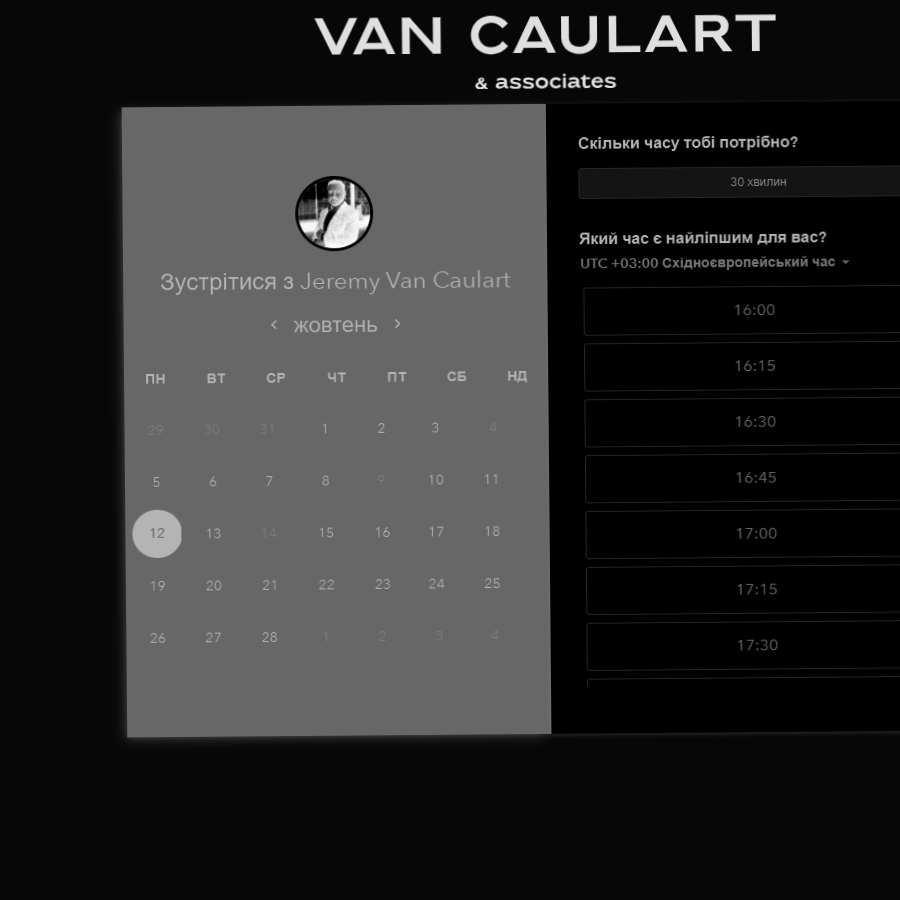 VAN CAULART
& associates
Зустрітися з Jeremy Van Caulart
жовтень
ПН ВТ СР ЧТ ПТ СБ НД
29 30 31 1 2 3 4
5 6 7 8 9 10 11
12 13 14 15 16 17 18
19 20 21 22 23 24 25
26 27 28 1 2 3 4
Скільки часу тобі потрібно?
30 хвилин
Який час є найліпшим для вас?
UTC +03:00 Східноєвропейський час
16:00
16:15
16:30
16:45
17:00
17:15
17:30